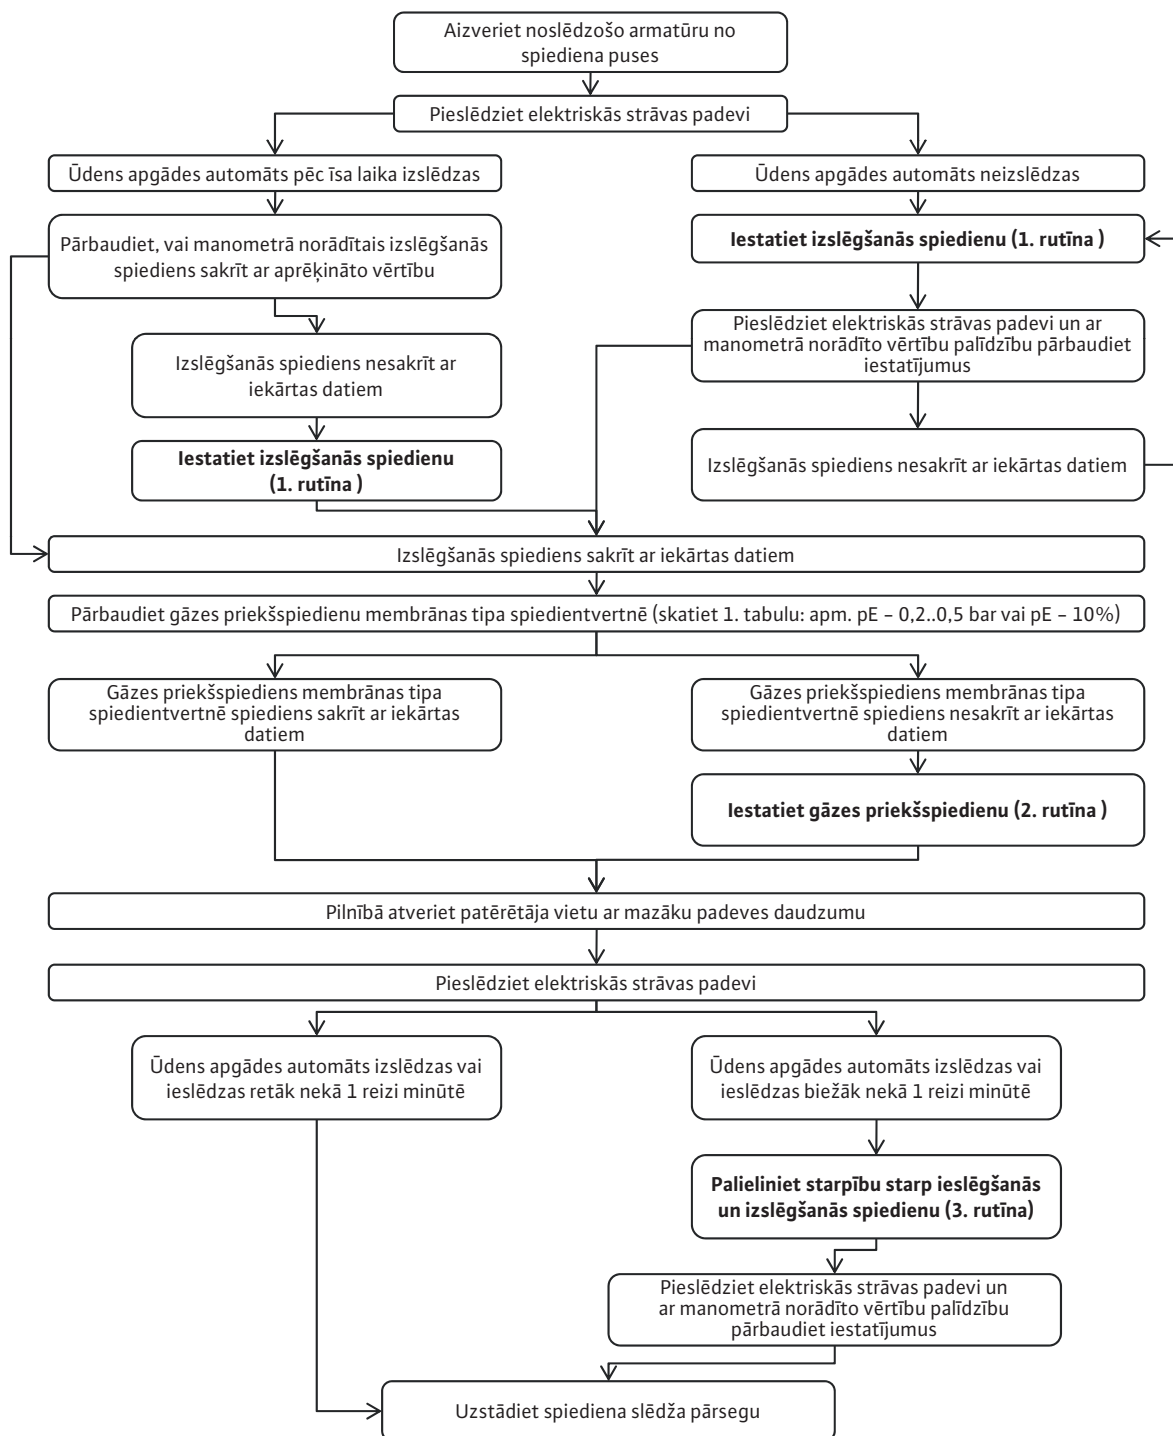 Aizveriet noslēdzošo armatūru no
spiediena puses
Pieslēdziet elektriskās strāvas padevi
Ūdens apgādes automāts pēc īsa laika izslēdzas
Ūdens apgādes automāts neizslēdzas
Pārbaudiet, vai manometrā norādītais izslēgšanās
spiediens sakrīt ar aprēķināto vērtību
Iestatiet izslēgšanās spiedienu (1. rutīna )
Izslēgšanās spiediens nesakrīt ar
iekārtas datiem
Pieslēdziet elektriskās strāvas padevi un ar
manometrā norādīto vērtību palīdzību pārbaudiet
iestatījumus
Iestatiet izslēgšanās spiedienu
(1. rutīna )
Izslēgšanās spiediens nesakrīt ar iekārtas datiem
Izslēgšanās spiediens sakrīt ar iekārtas datiem
Pārbaudiet gāzes priekšspiedienu membrānas tipa spiedientvertnē (skatiet 1. tabulu: apm. pE – 0,2..0,5 bar vai pE – 10%)
Gāzes priekšspiediens membrānas tipa
spiedientvertnē spiediens sakrīt ar iekārtas
datiem
Gāzes priekšspiediens membrānas tipa
spiedientvertnē spiediens nesakrīt ar iekārtas
datiem
Iestatiet gāzes priekšspiedienu (2. rutīna )
Pilnībā atveriet patērētāja vietu ar mazāku padeves daudzumu
Pieslēdziet elektriskās strāvas padevi
Ūdens apgādes automāts izslēdzas vai
ieslēdzas retāk nekā 1 reizi minūtē
Ūdens apgādes automāts izslēdzas vai
ieslēdzas biežāk nekā 1 reizi minūtē
Palieliniet starpību starp ieslēgšanās
un izslēgšanās spiedienu (3. rutīna)
Pieslēdziet elektriskās strāvas padevi un
ar manometrā norādīto vērtību palīdzību
pārbaudiet iestatījumus
Uzstādiet spiediena slēdža pārsegu